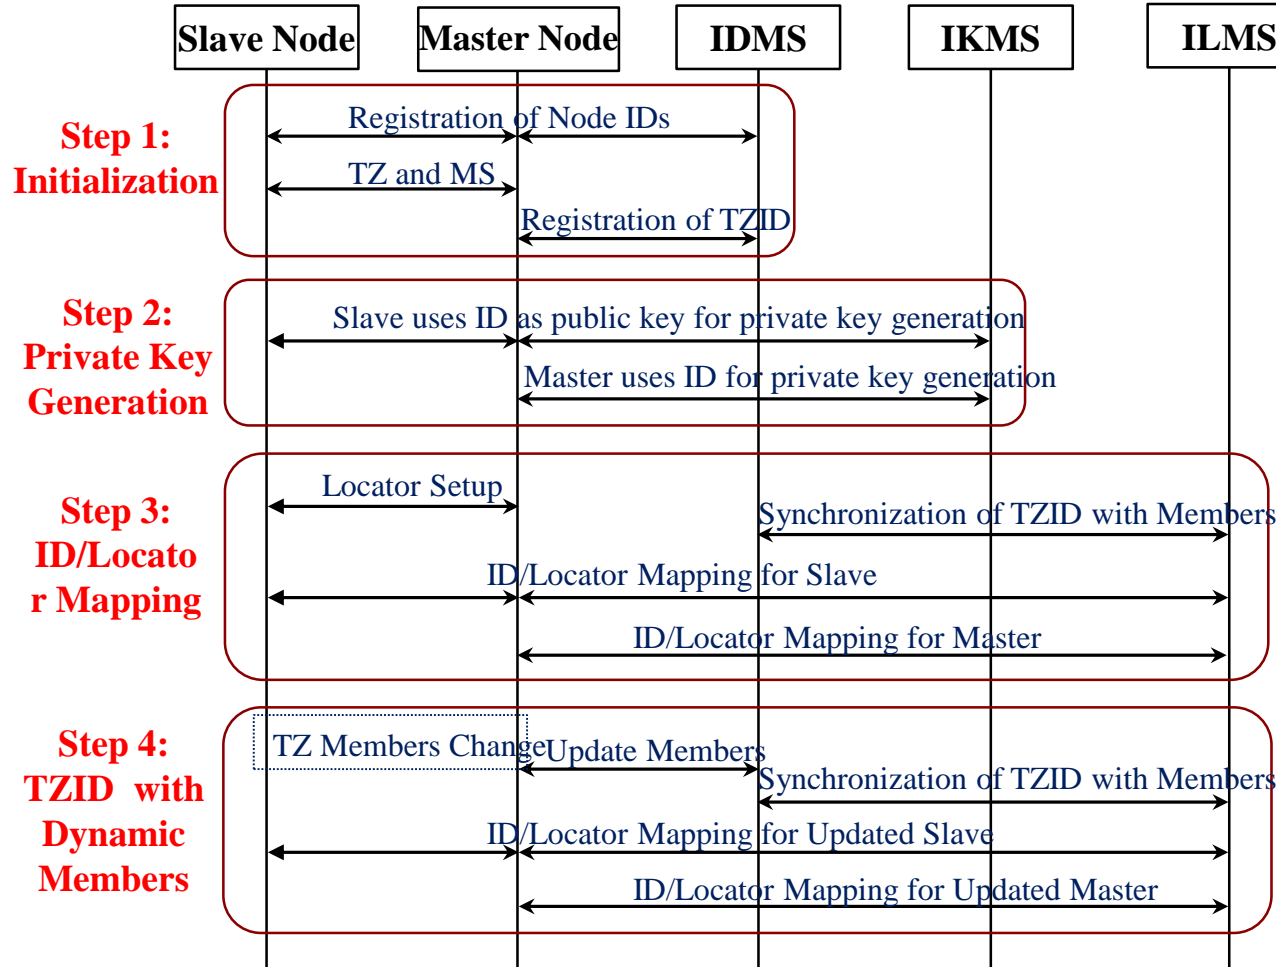 Slave Node
Master Node
IDMS
IKMS
ILMS
Step 1:
Initialization
Registration of Node IDs
TZ and MS
Registration of TZID
Step 2:
Private Key
Generation
Slave uses ID as public key for private key generation
Master uses ID for private key generation
Step 3:
ID/Locato
r Mapping
Locator Setup
Synchronization of TZID with Members
ID/Locator Mapping for Slave
ID/Locator Mapping for Master
Step 4:
TZID with
Dynamic
Members
TZ Members Change
Update Members
Synchronization of TZID with Members
ID/Locator Mapping for Updated Slave
ID/Locator Mapping for Updated Master